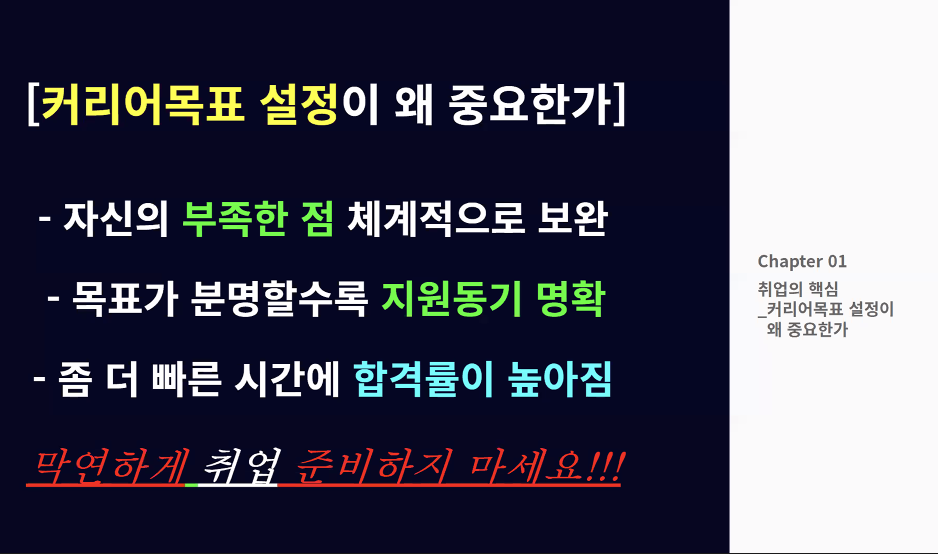 [커리어목표 설정이 왜 중요한가]
- 자신의 부족한 점 체계적으로 보완
- 목표가 분명할수록 지원동기 명확
- 좀 더 빠른 시간에 합격률이 높아짐
막연하게 취업 준비하지 마세요!!!
Chapter 01
취업의 핵심
_커리어목표 설정이
왜 중요한가